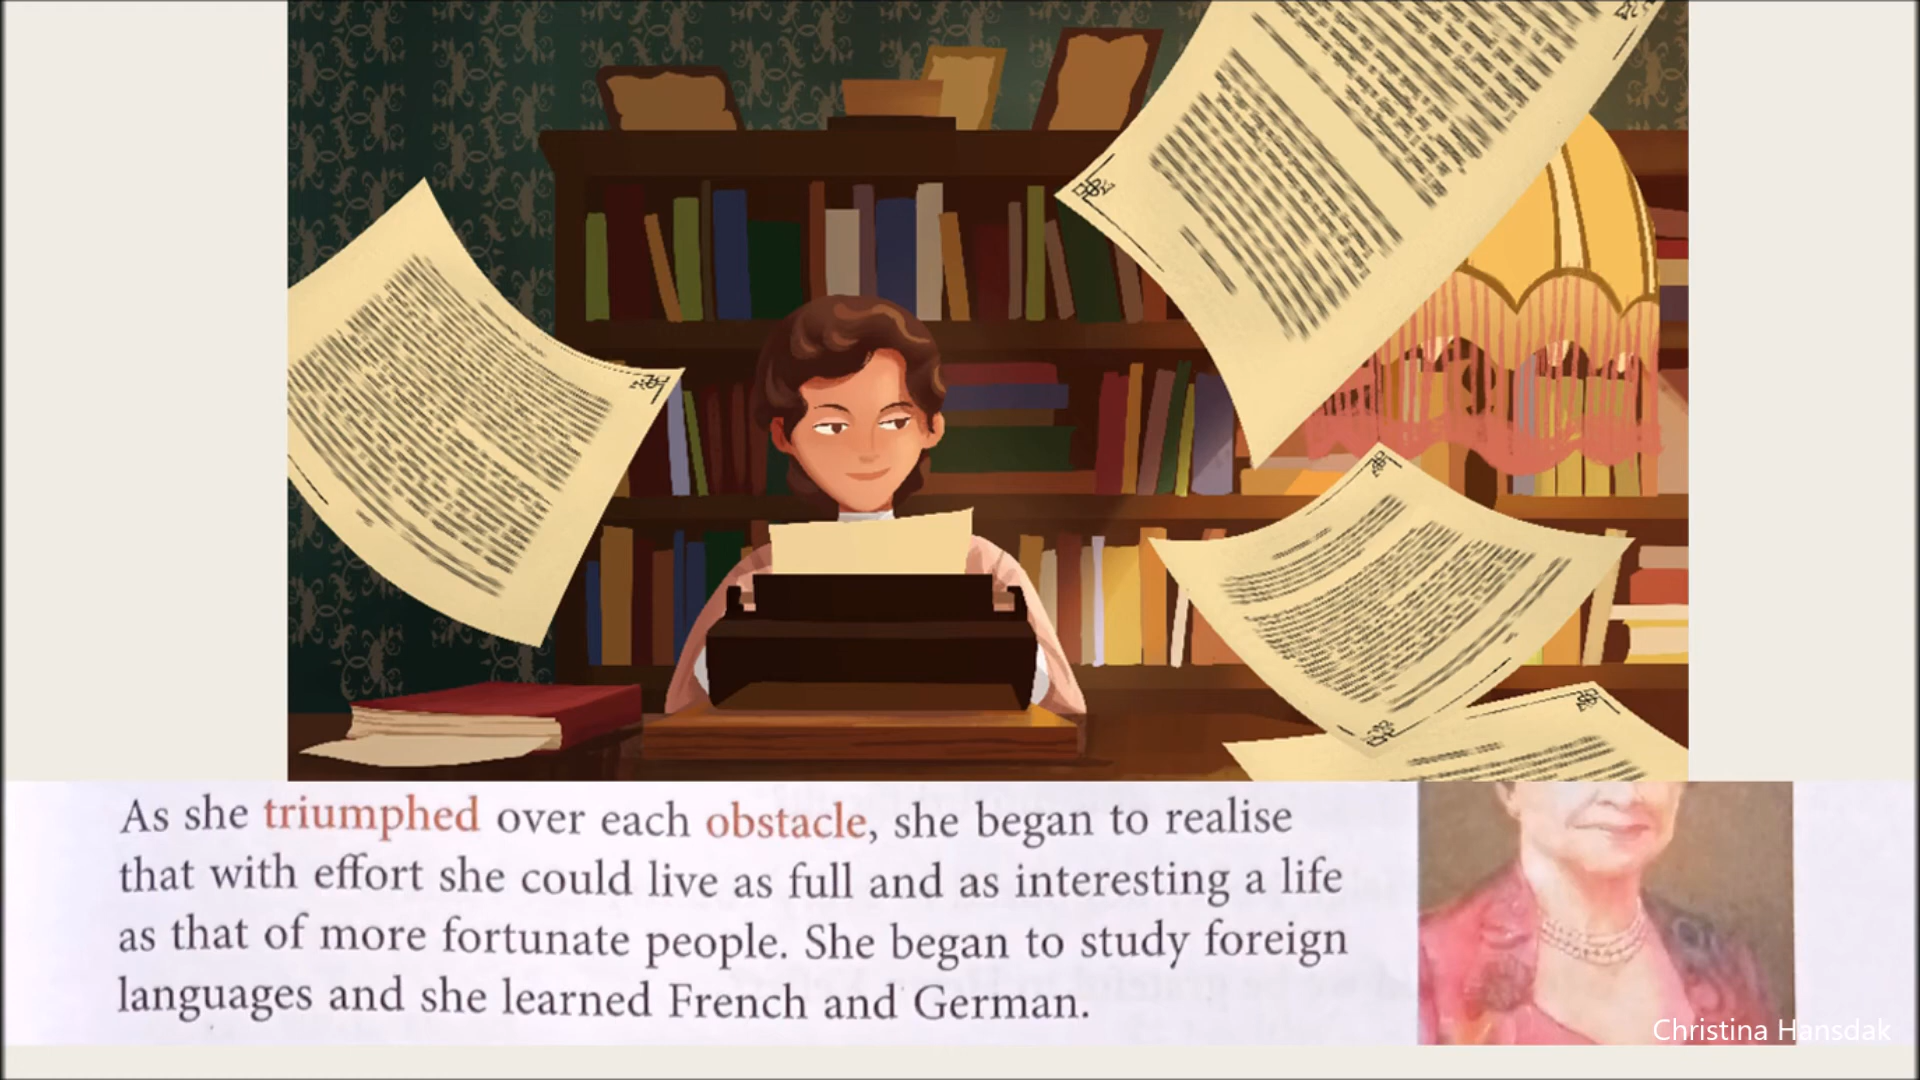 As she triumphed over each obstacle, she began to realise
that with effort she could live as full and as interesting a life
as that of more fortunate people. She began to study foreign
languages and she learned French and German.
Christina Hansdak